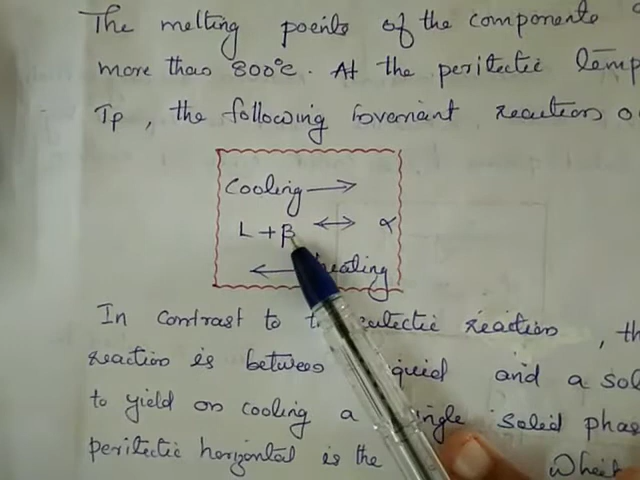 The melting points of the components
more than 800°c. At the peritectic temp
Tp, the following invariant reaction o
Cooling →
L + β ↔ α
← heating
In contrast to the eutectic reaction, th
reaction is between liquid and a sol
to yield on cooling a single solid phas
peritectic horizontal is the whic